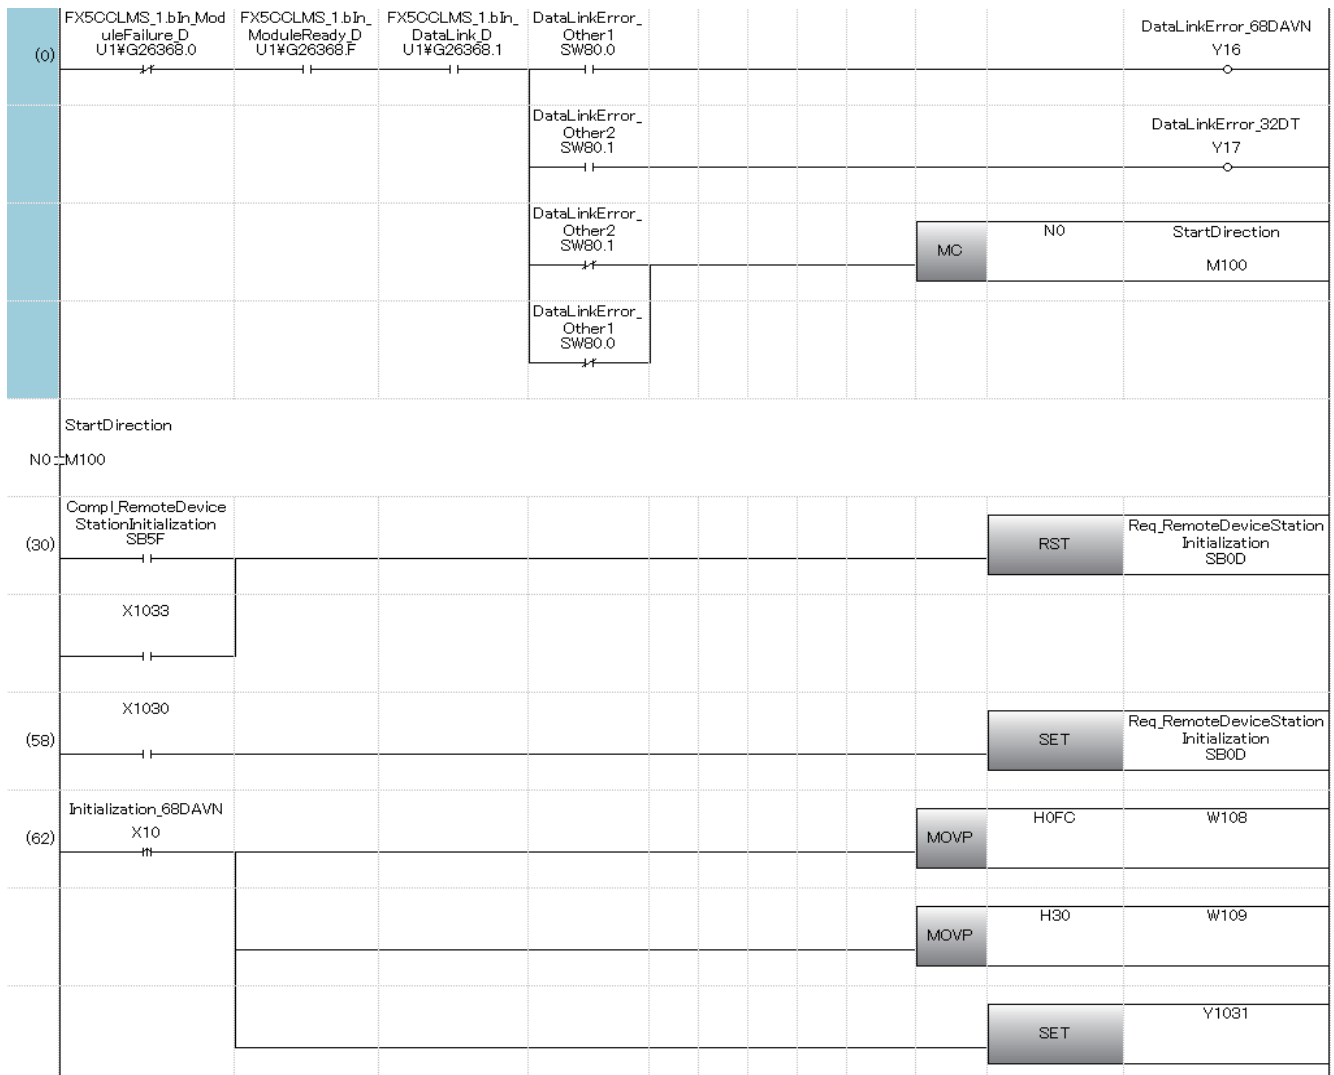 FX5CCLMS_1.bIn_Mod
uleFailure_D
U1¥G26368.0
FX5CCLMS_1.bIn_
ModuleReady_D
U1¥G26368.F
FX5CCLMS_1.bIn_
DataLink_D
U1¥G26368.1
DataLinkError_
Other1
SW80.0
DataLinkError_68DAVN
Y16
(0)
DataLinkError_
Other2
SW80.1
DataLinkError_32DT
Y17
DataLinkError_
Other2
SW80.1
MC
N0
StartDirection
M100
DataLinkError_
Other1
SW80.0
StartDirection
N0
M100
Compl_RemoteDevice
StationInitialization
SB5F
(30)
RST
Req_RemoteDeviceStation
Initialization
SB0D
X1033
X1030
(58)
SET
Req_RemoteDeviceStation
Initialization
SB0D
Initialization_68DAVN
X10
(62)
MOVP
H0FC
W108
MOVP
H30
W109
SET
Y1031